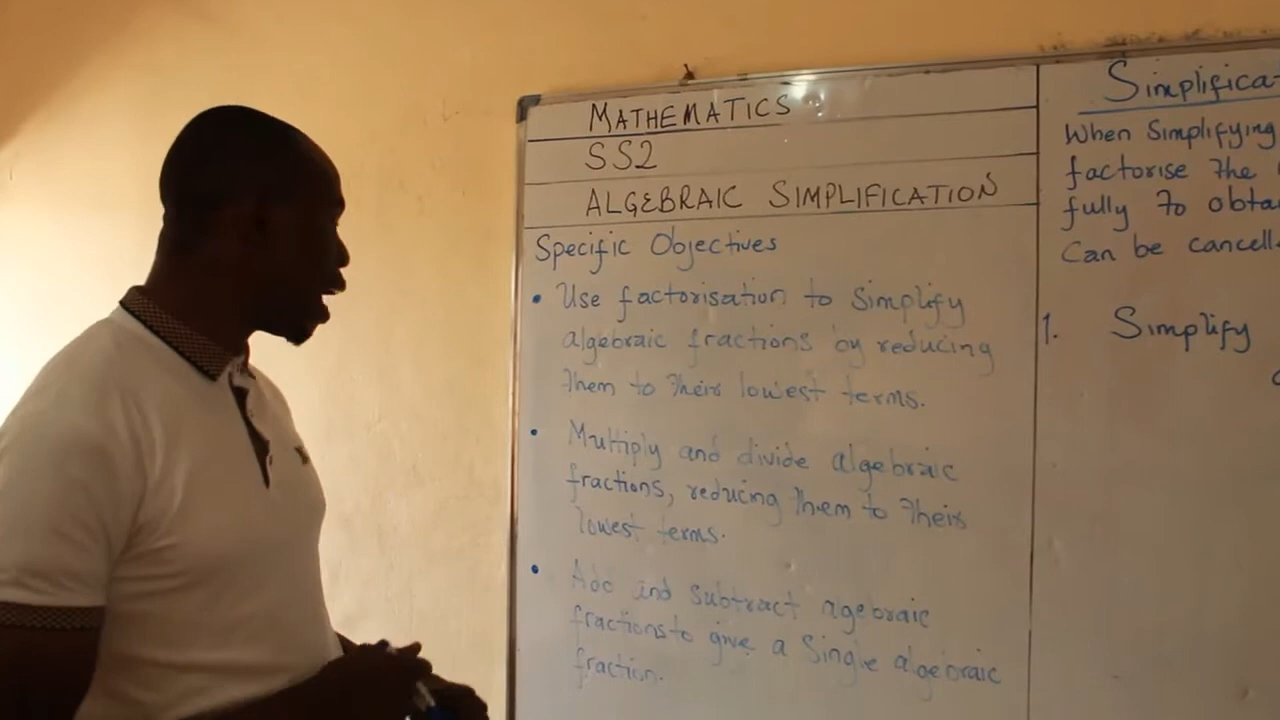 MATHEMATICS
SS2
ALGEBRAIC SIMPLIFICATION
Specific Objectives
• Use factorisation to simplify
algebraic fractions by reducing
them to their lowest terms.
• Multiply and divide algebraic
fractions, reducing them to their
lowest terms.
• Add and subtract agebraic
fractions to give a Single algebraic
fraction.
Simplifica
When Simplifying
factorise the
fully to obta
Can be cancell
1. Simplify